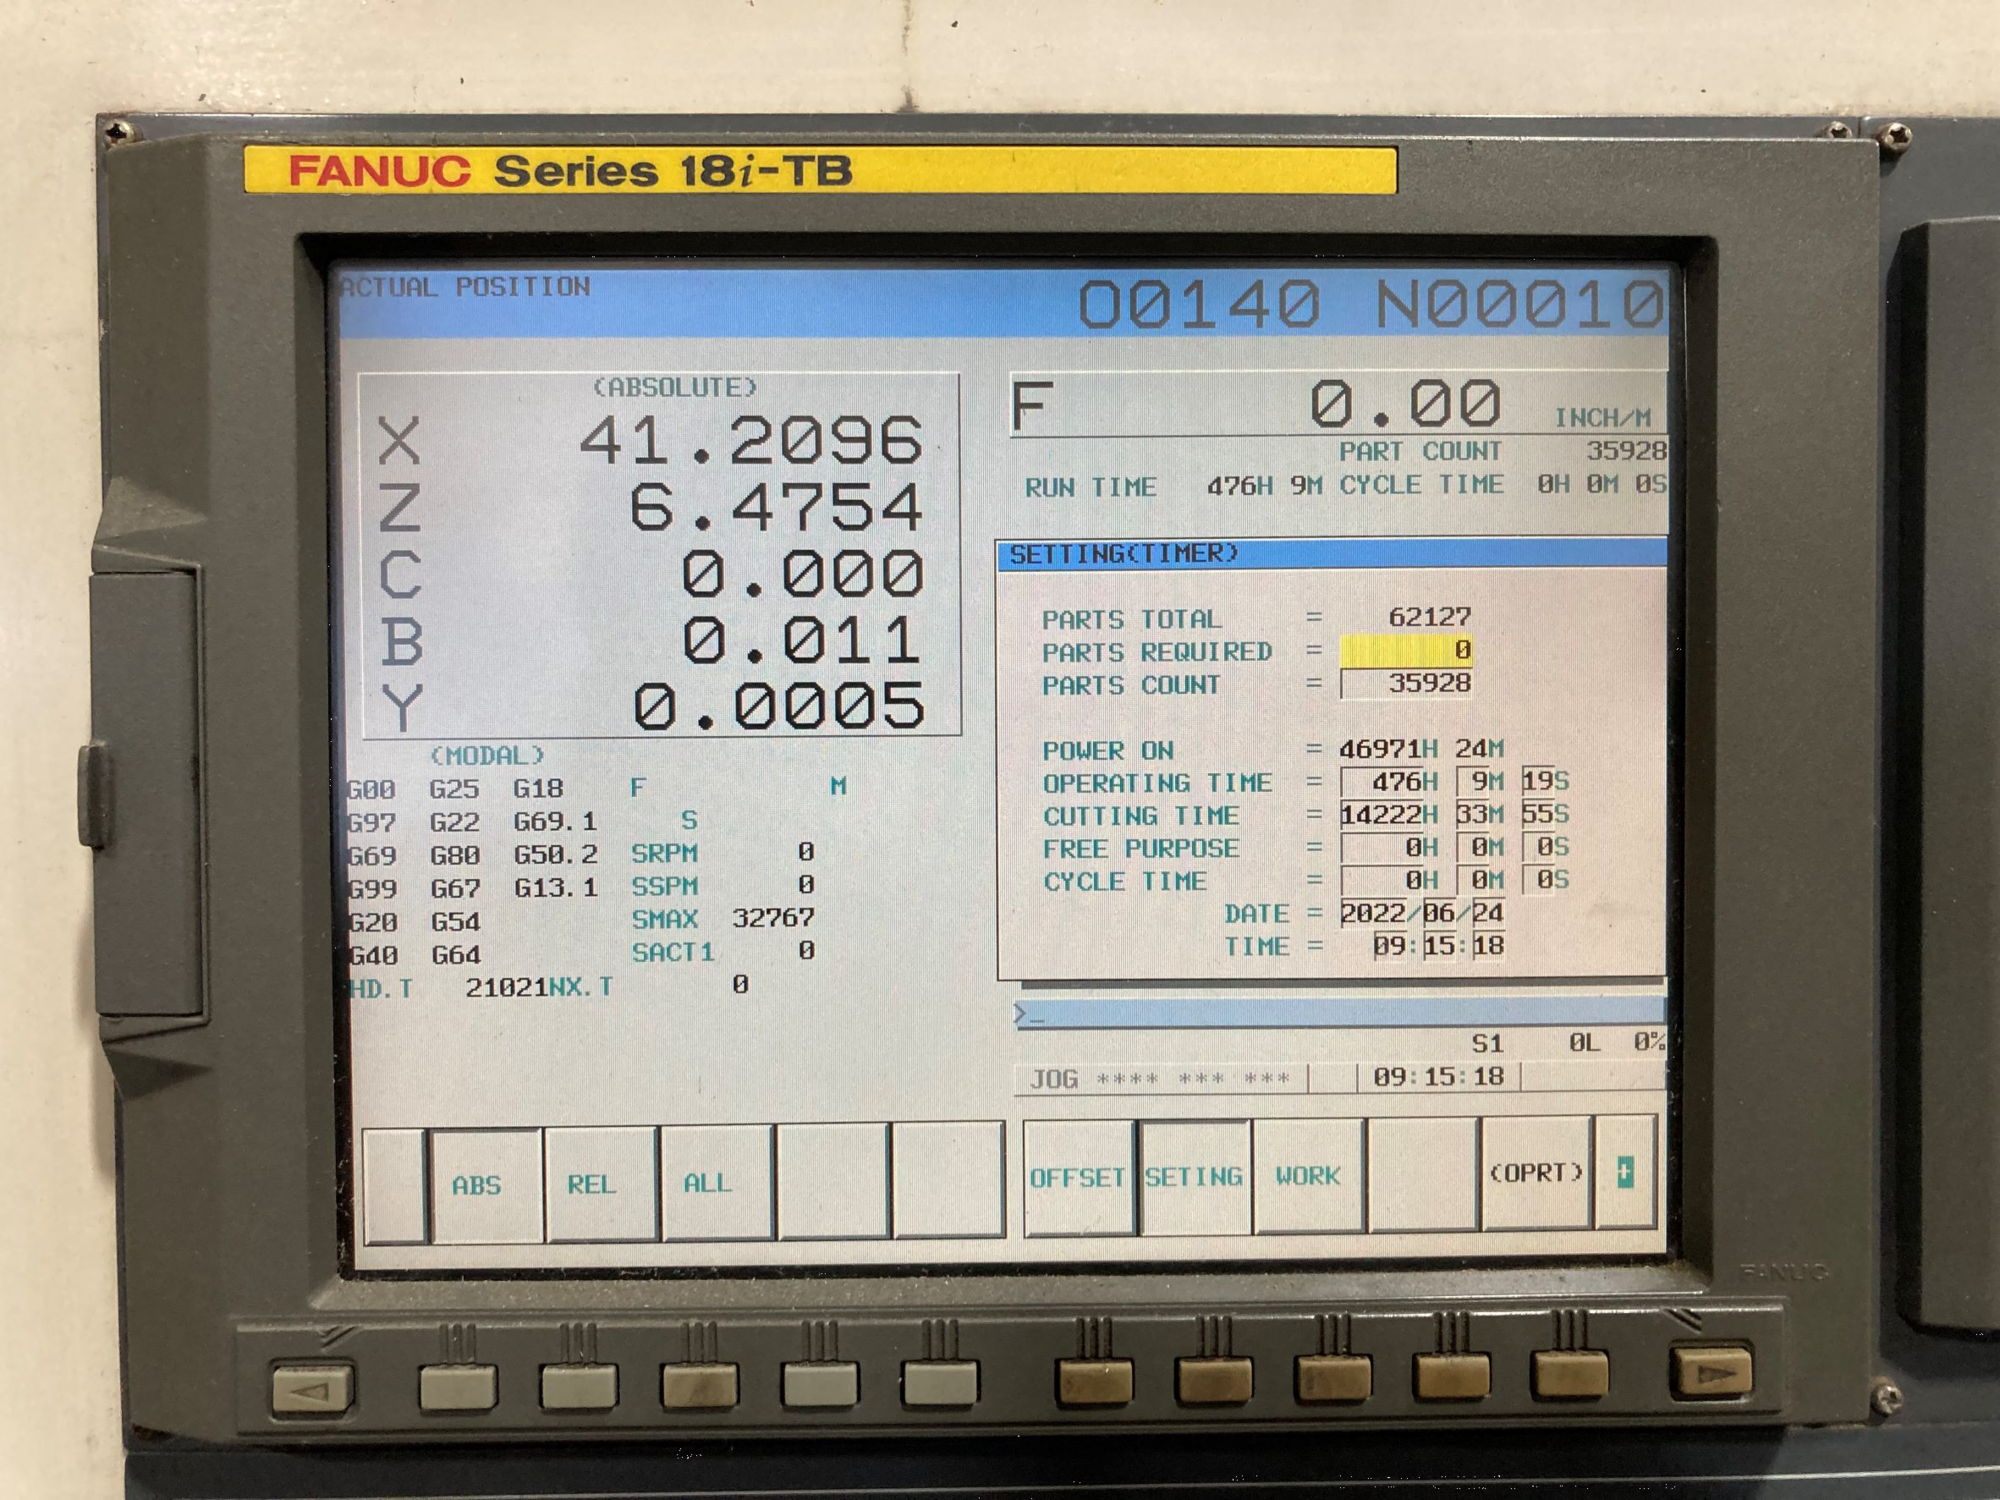 FANUC Series 18i-TB
ACTUAL POSITION
O0140 N00010
(ABSOLUTE)
X 41.2096
Z 6.4754
C 0.000
B 0.011
Y 0.0005
F 0.00 INCH/M
PART COUNT 35928
RUN TIME 476H 9M CYCLE TIME 0H 0M 0S
(MODAL)
G00 G25 G18 F M
G97 G22 G69.1 S
G69 G80 G50.2 SRPM 0
G99 G67 G13.1 SSPM 0
G20 G54 SMAX 32767
G40 G64 SACT1 0
HD.T 21021NX.T 0
SETTING(TIMER)
PARTS TOTAL = 62127
PARTS REQUIRED = 0
PARTS COUNT = 35928
POWER ON = 46971H 24M
OPERATING TIME = 476H 9M 19S
CUTTING TIME = 14222H 33M 55S
FREE PURPOSE = 0H 0M 0S
CYCLE TIME = 0H 0M 0S
DATE = 2022/06/24
TIME = 09:15:18
>_
S1 0L 0%
JOG **** *** *** 09:15:18
ABS REL ALL
OFFSET SETING WORK (OPRT) +
FANUC